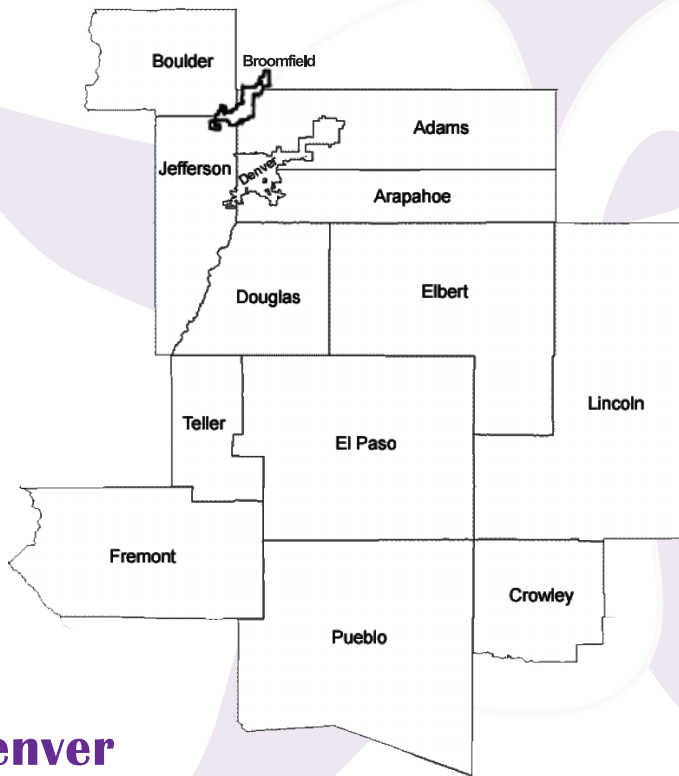 Boulder
Broomfield
Adams
Jefferson
Denver
Arapahoe
Douglas
Elbert
Lincoln
Teller
El Paso
Fremont
Crowley
Pueblo
enver